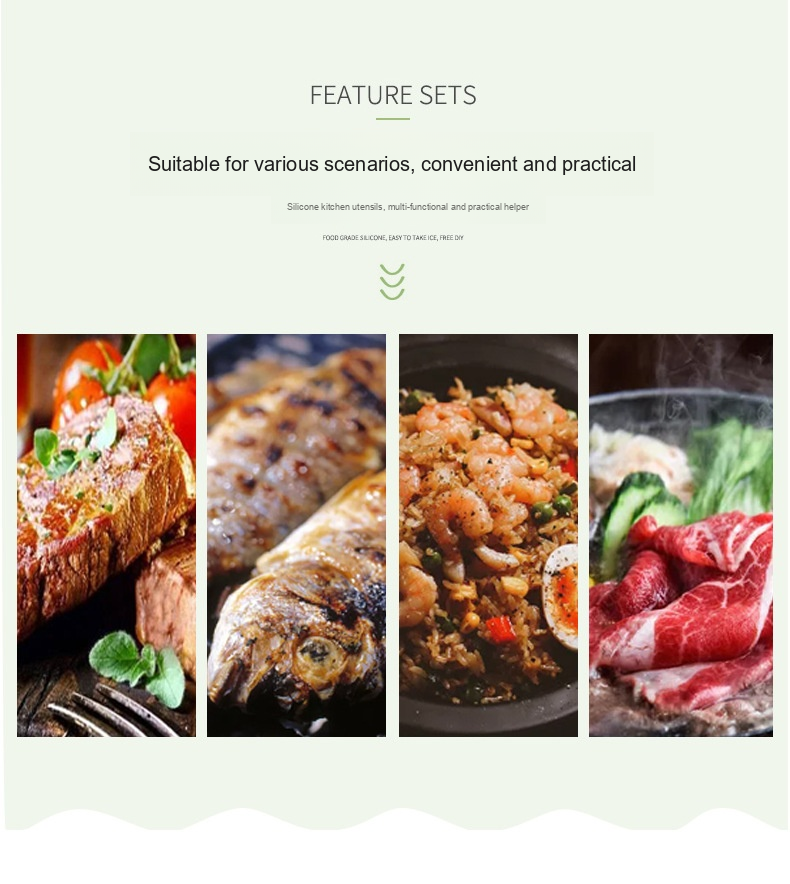 FEATURE SETS
Suitable for various scenarios, convenient and practical
Silicone kitchen utensils, multi-functional and practical helper
FOOD GRADE SILICONE, EASY TO TAKE ICE, FREE DIY